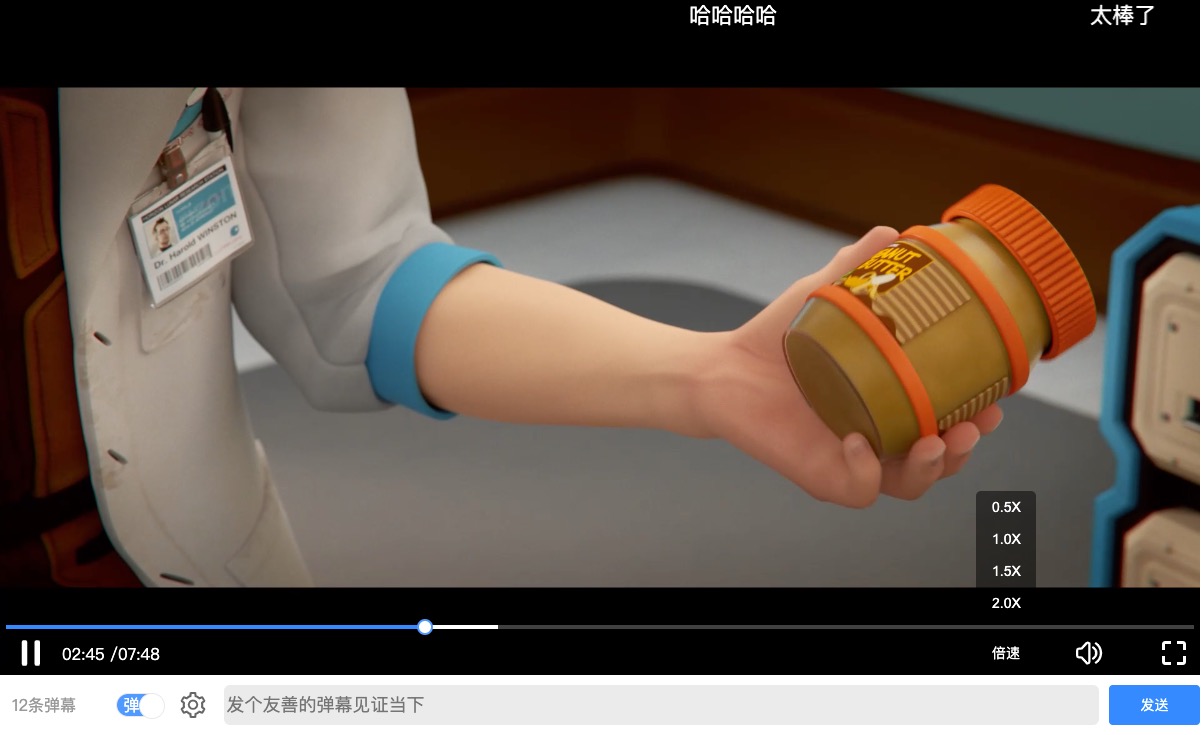 哈哈哈哈
太棒了
Dr. Harold WINSTON
0.5X
1.0X
1.5X
2.0X
02:45 /07:48
倍速
12条弹幕
弹
发个友善的弹幕见证当下
发送